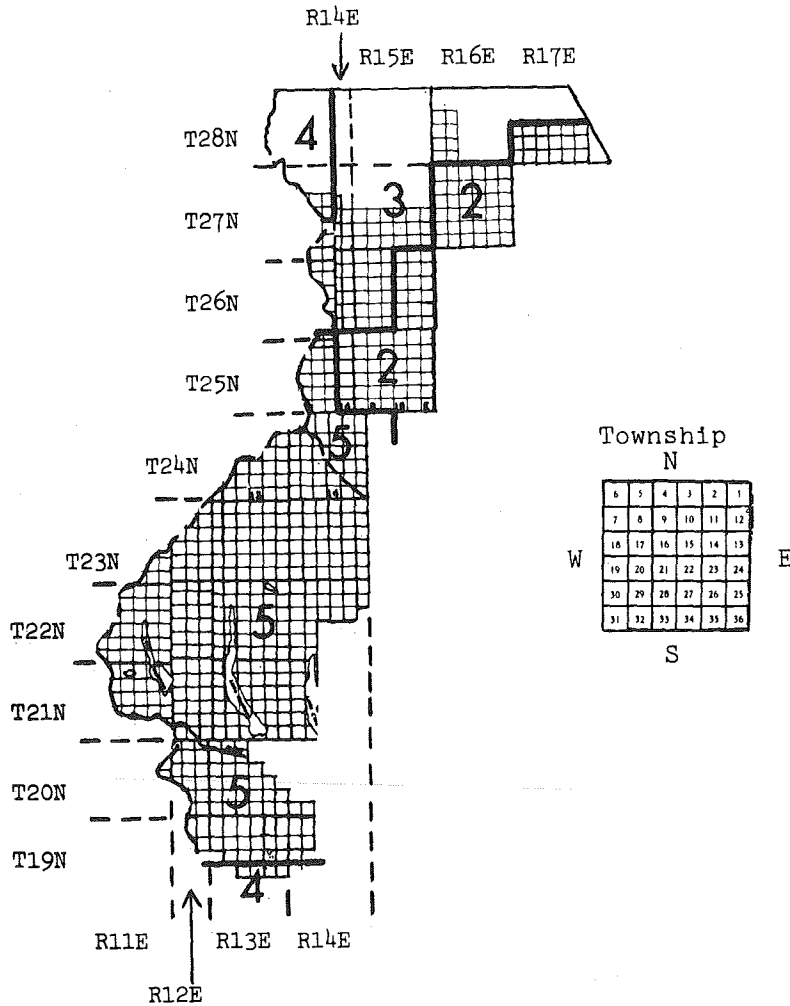 R14E
R15E R16E R17E
T28N
4
3
2
T27N
T26N
2
T25N
5
T24N
T23N
5
T22N
T21N
5
T20N
T19N
4
R11E R13E R14E
R12E
Township
N
6 5 4 3 2 1
7 8 9 10 11 12
18 17 16 15 14 13
W
19 20 21 22 23 24
E
30 29 28 27 26 25
31 32 33 34 35 36
S